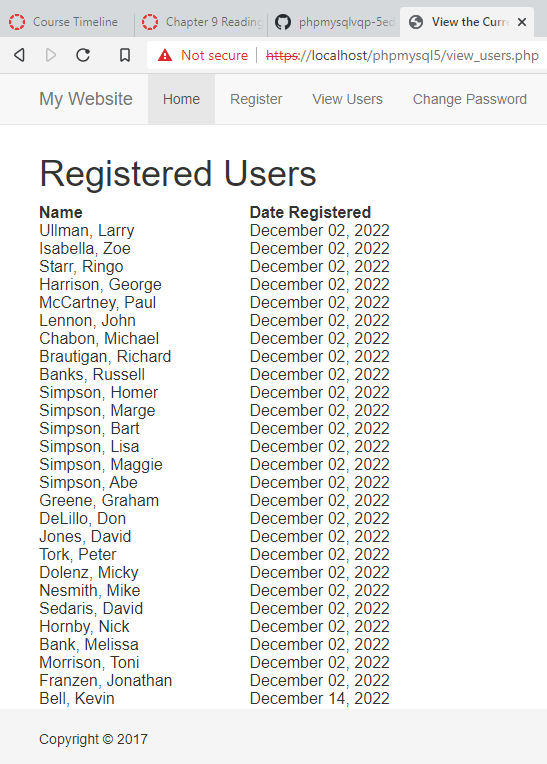 Course Timeline
Chapter 9 Reading
phpmysqlvqp-5ed
View the Curr
Not secure | https://localhost/phpmysql5/view_users.php
My Website Home Register View Users Change Password
Registered Users
Name Date Registered
Ullman, Larry December 02, 2022
Isabella, Zoe December 02, 2022
Starr, Ringo December 02, 2022
Harrison, George December 02, 2022
McCartney, Paul December 02, 2022
Lennon, John December 02, 2022
Chabon, Michael December 02, 2022
Brautigan, Richard December 02, 2022
Banks, Russell December 02, 2022
Simpson, Homer December 02, 2022
Simpson, Marge December 02, 2022
Simpson, Bart December 02, 2022
Simpson, Lisa December 02, 2022
Simpson, Maggie December 02, 2022
Simpson, Abe December 02, 2022
Greene, Graham December 02, 2022
DeLillo, Don December 02, 2022
Jones, David December 02, 2022
Tork, Peter December 02, 2022
Dolenz, Micky December 02, 2022
Nesmith, Mike December 02, 2022
Sedaris, David December 02, 2022
Hornby, Nick December 02, 2022
Bank, Melissa December 02, 2022
Morrison, Toni December 02, 2022
Franzen, Jonathan December 02, 2022
Bell, Kevin December 14, 2022
Copyright © 2017